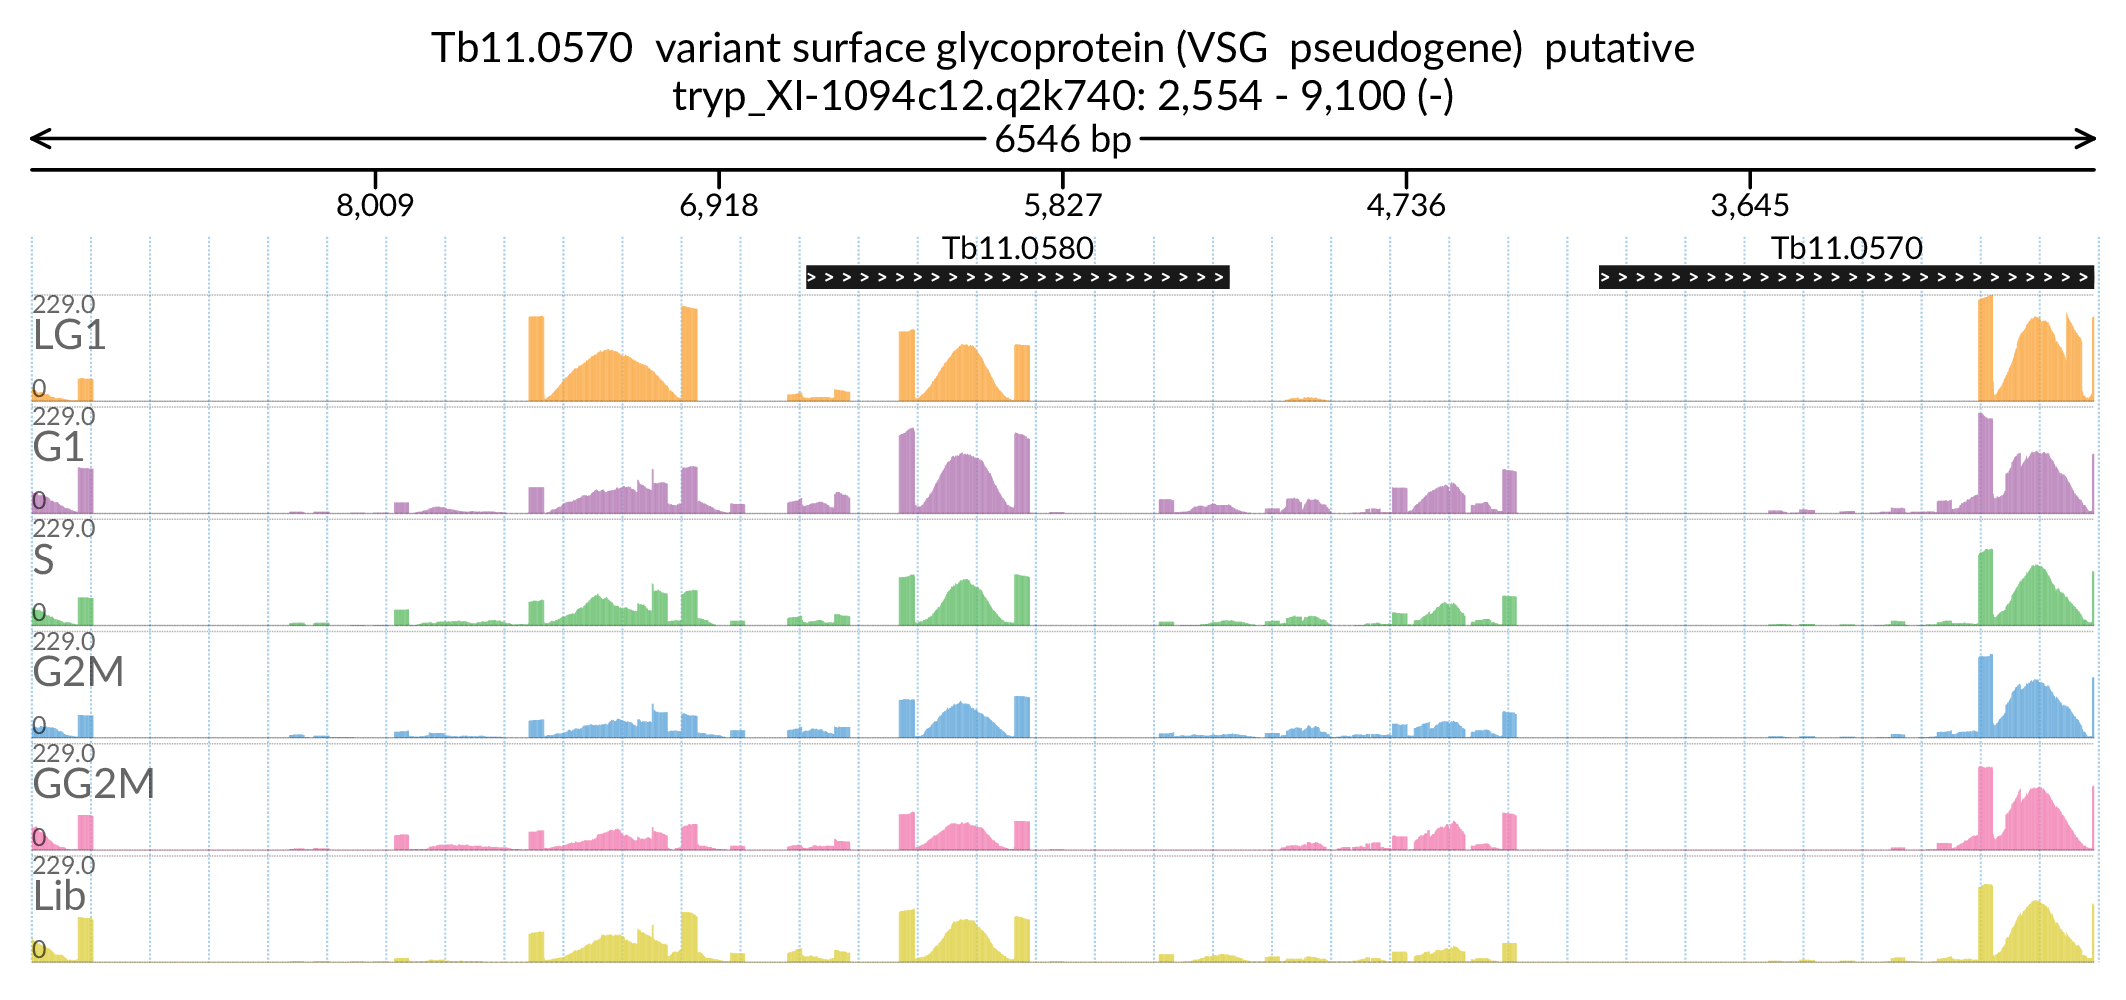 Tb11.0570 variant surface glycoprotein (VSG pseudogene) putative
tryp_XI-1094c12.q2k740: 2,554 - 9,100 (-)
6546 bp
8,009 6,918 5,827 4,736 3,645
Tb11.0580 Tb11.0570
>>>>>>>>>>>>>>>>>>>>>>>> >>>>>>>>>>>>>>>>>>>>>>>>>>>>
229.0
LG1
0
229.0
G1
0
229.0
S
0
229.0
G2M
0
229.0
GG2M
0
229.0
Lib
0